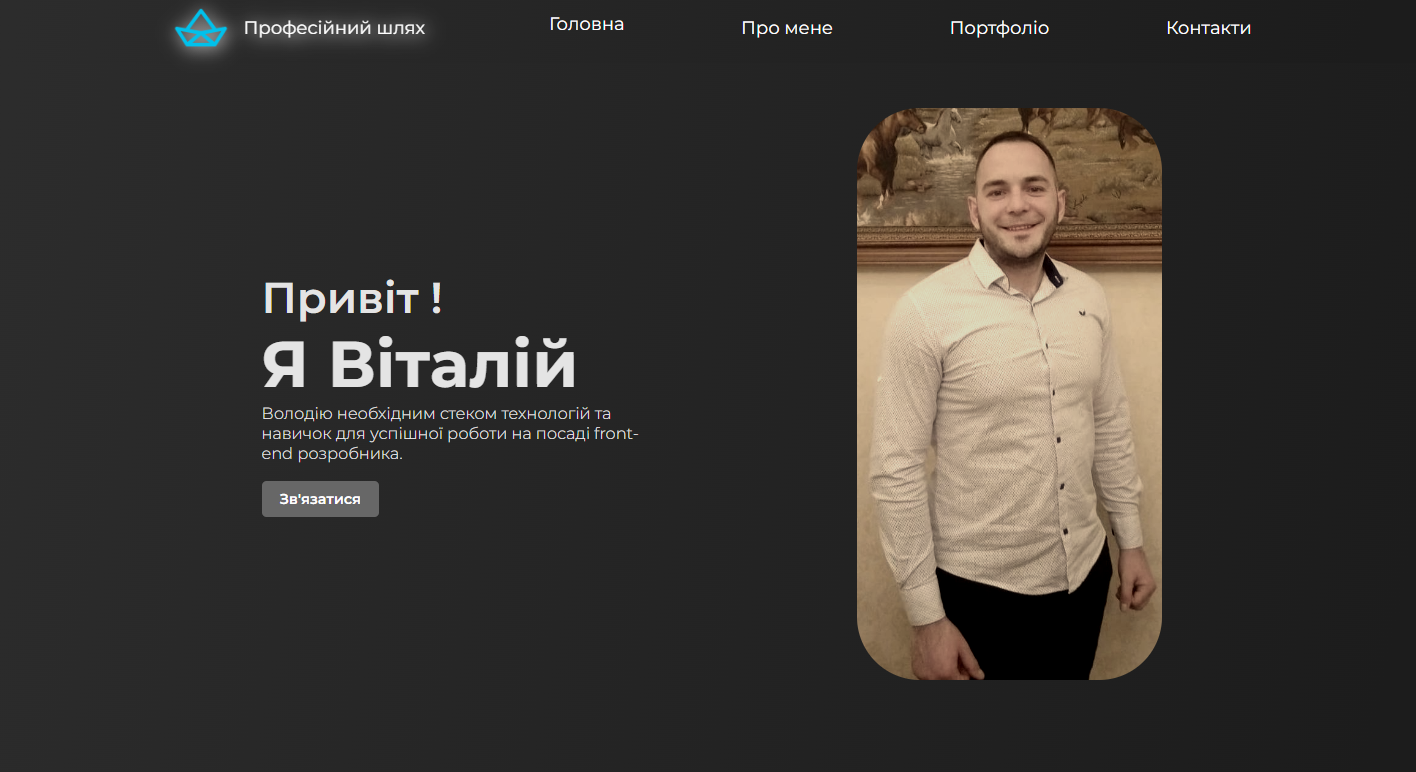 Професійний шлях
Головна
Про мене
Портфоліо
Контакти
Привіт !
Я Віталій
Володію необхідним стеком технологій та
навичок для успішної роботи на посаді front-
end розробника.
Зв'язатися